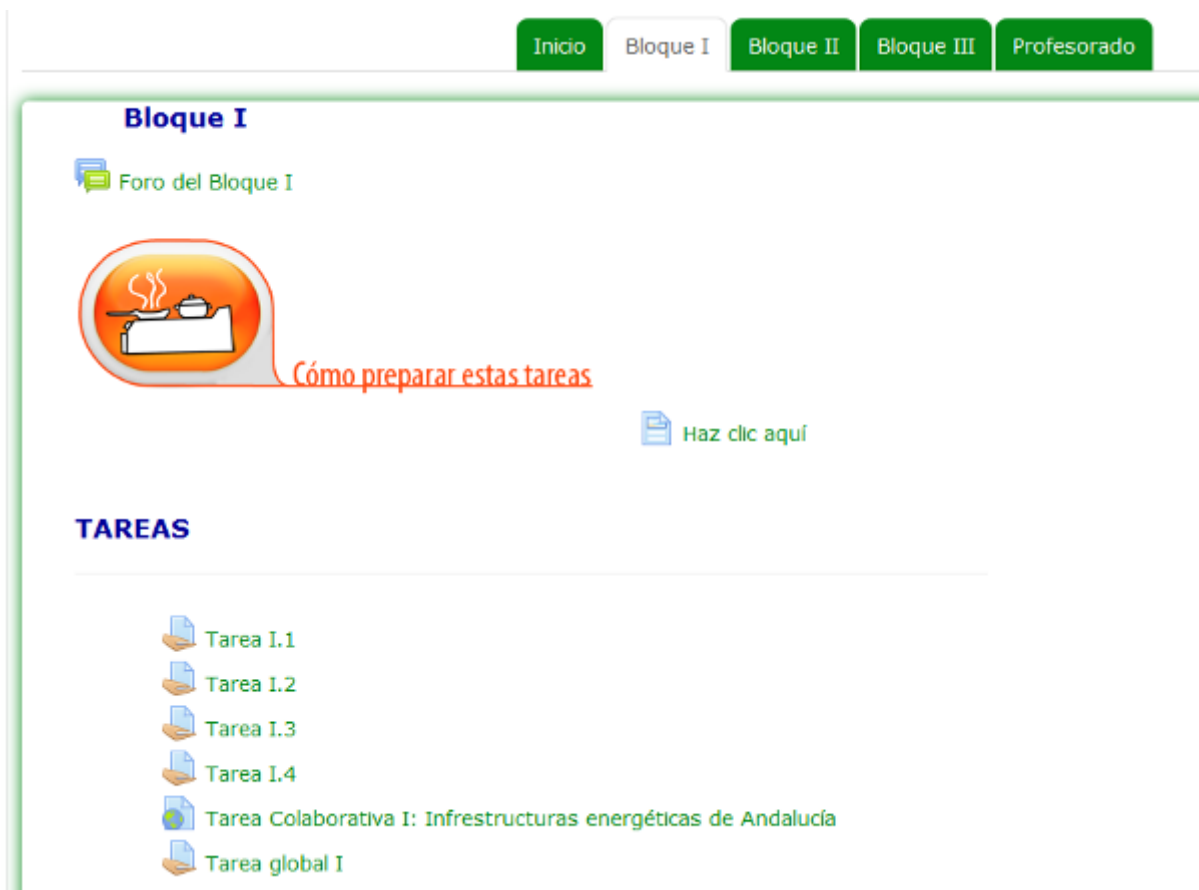 Inicio Bloque I Bloque II Bloque III Profesorado
Bloque I
Foro del Bloque I
Cómo preparar estas tareas
Haz clic aquí
TAREAS
Tarea I.1
Tarea I.2
Tarea I.3
Tarea I.4
Tarea Colaborativa I: Infrestructuras energéticas de Andalucía
Tarea global I